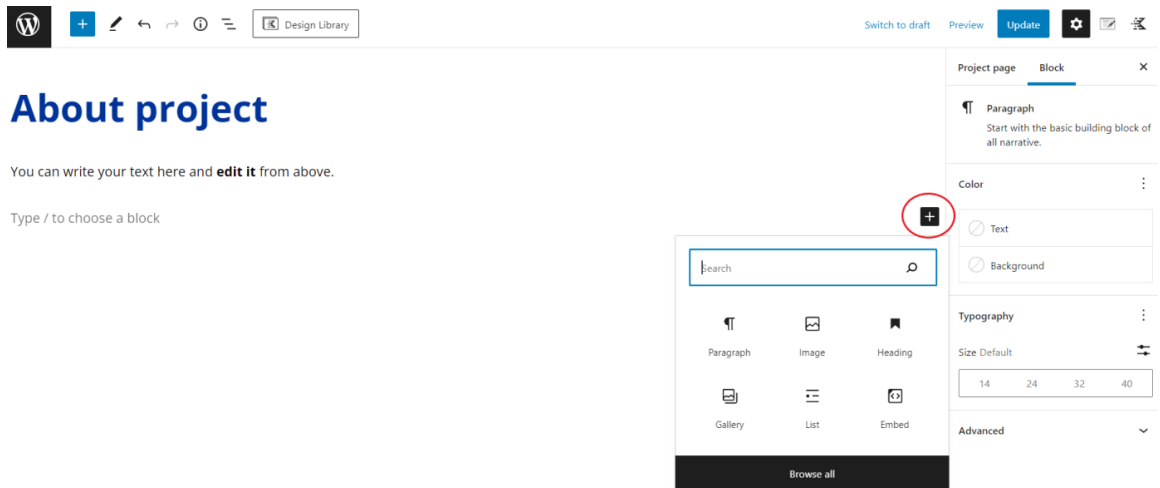 Design Library
Switch to draft
Preview
Update
Project page
Block
About project
Paragraph
Start with the basic building block of
all narrative.
You can write your text here and edit it from above.
Type / to choose a block
Color
Text
Background
Search
Paragraph
Image
Heading
Gallery
List
Embed
Browse all
Typography
Size Default
14
24
32
40
Advanced